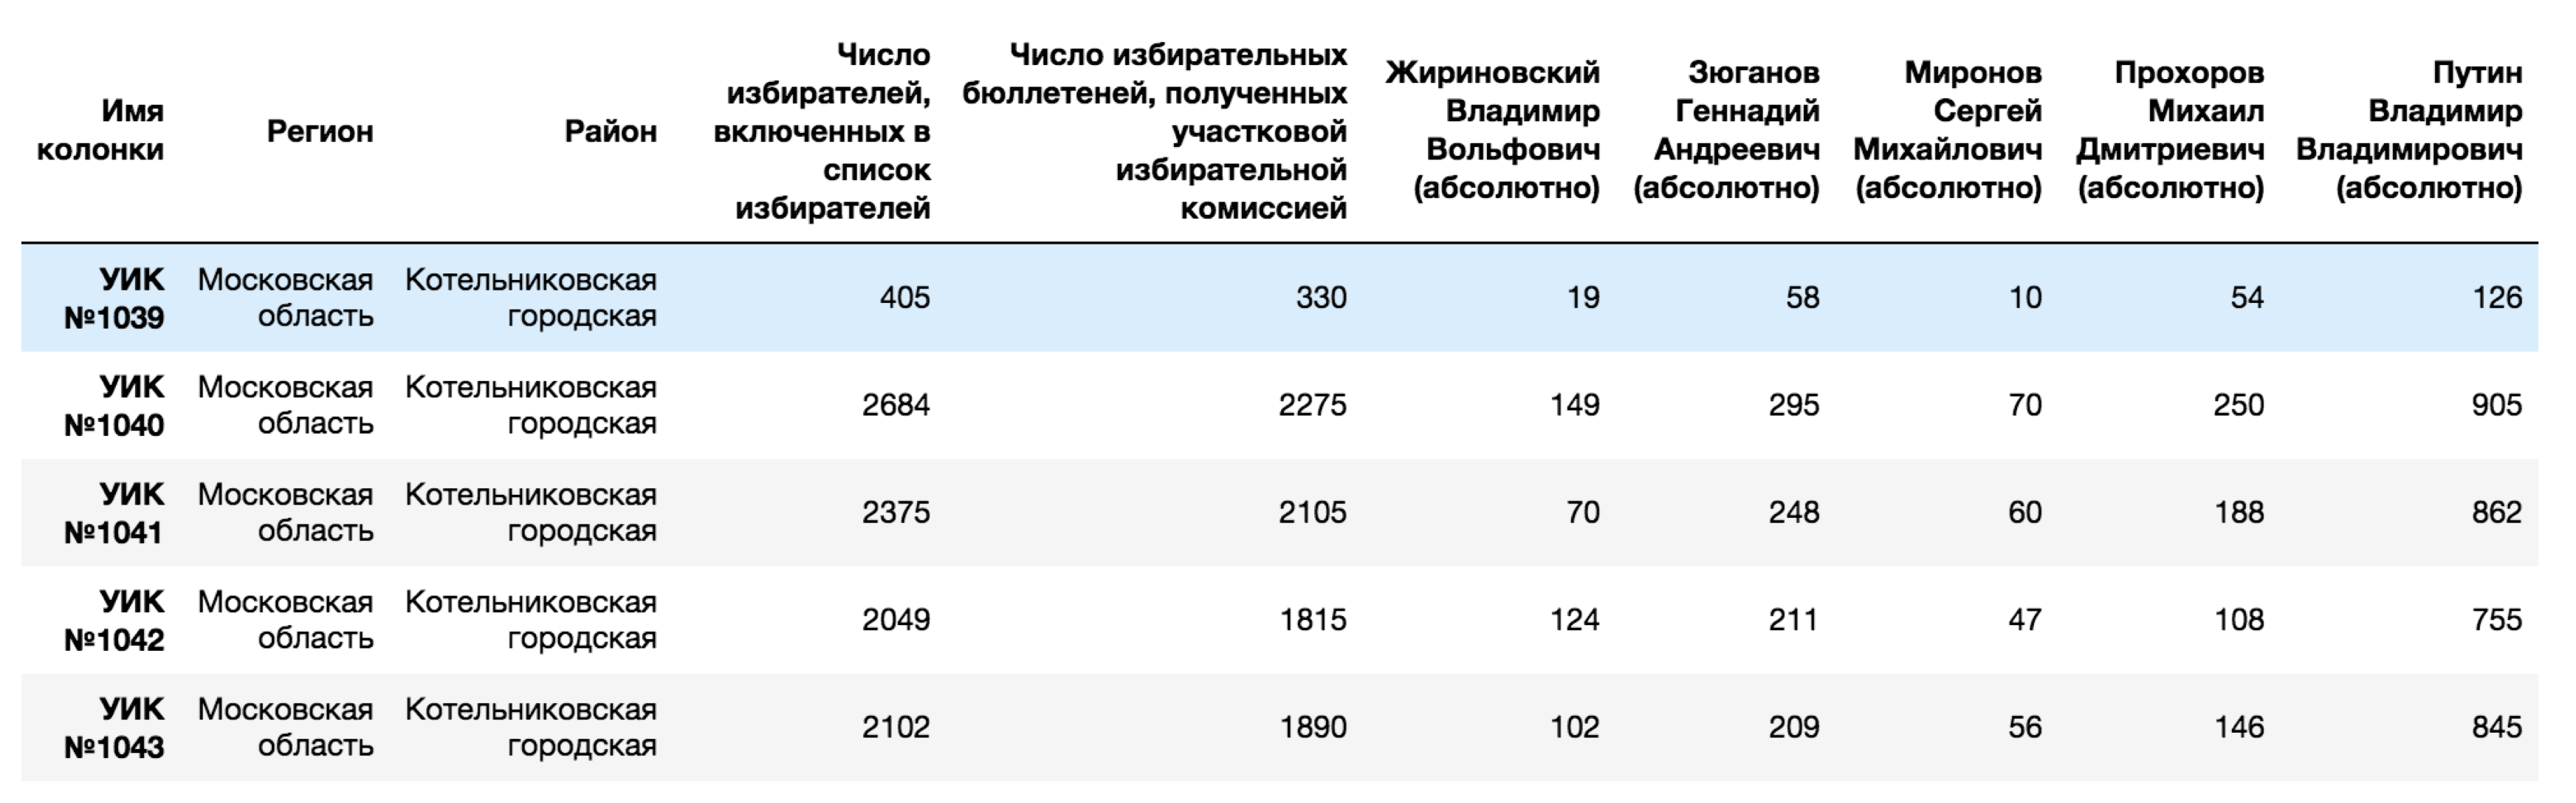 Имя колонки Регион Район Число избирателей, включенных в список избирателей Число избирательных бюллетеней, полученных участковой избирательной комиссией Жириновский Владимир Вольфович (абсолютно) Зюганов Геннадий Андреевич (абсолютно) Миронов Сергей Михайлович (абсолютно) Прохоров Михаил Дмитриевич (абсолютно) Путин Владимир Владимирович (абсолютно)
УИК №1039 Московская область Котельниковская городская 405 330 19 58 10 54 126
УИК №1040 Московская область Котельниковская городская 2684 2275 149 295 70 250 905
УИК №1041 Московская область Котельниковская городская 2375 2105 70 248 60 188 862
УИК №1042 Московская область Котельниковская городская 2049 1815 124 211 47 108 755
УИК №1043 Московская область Котельниковская городская 2102 1890 102 209 56 146 845